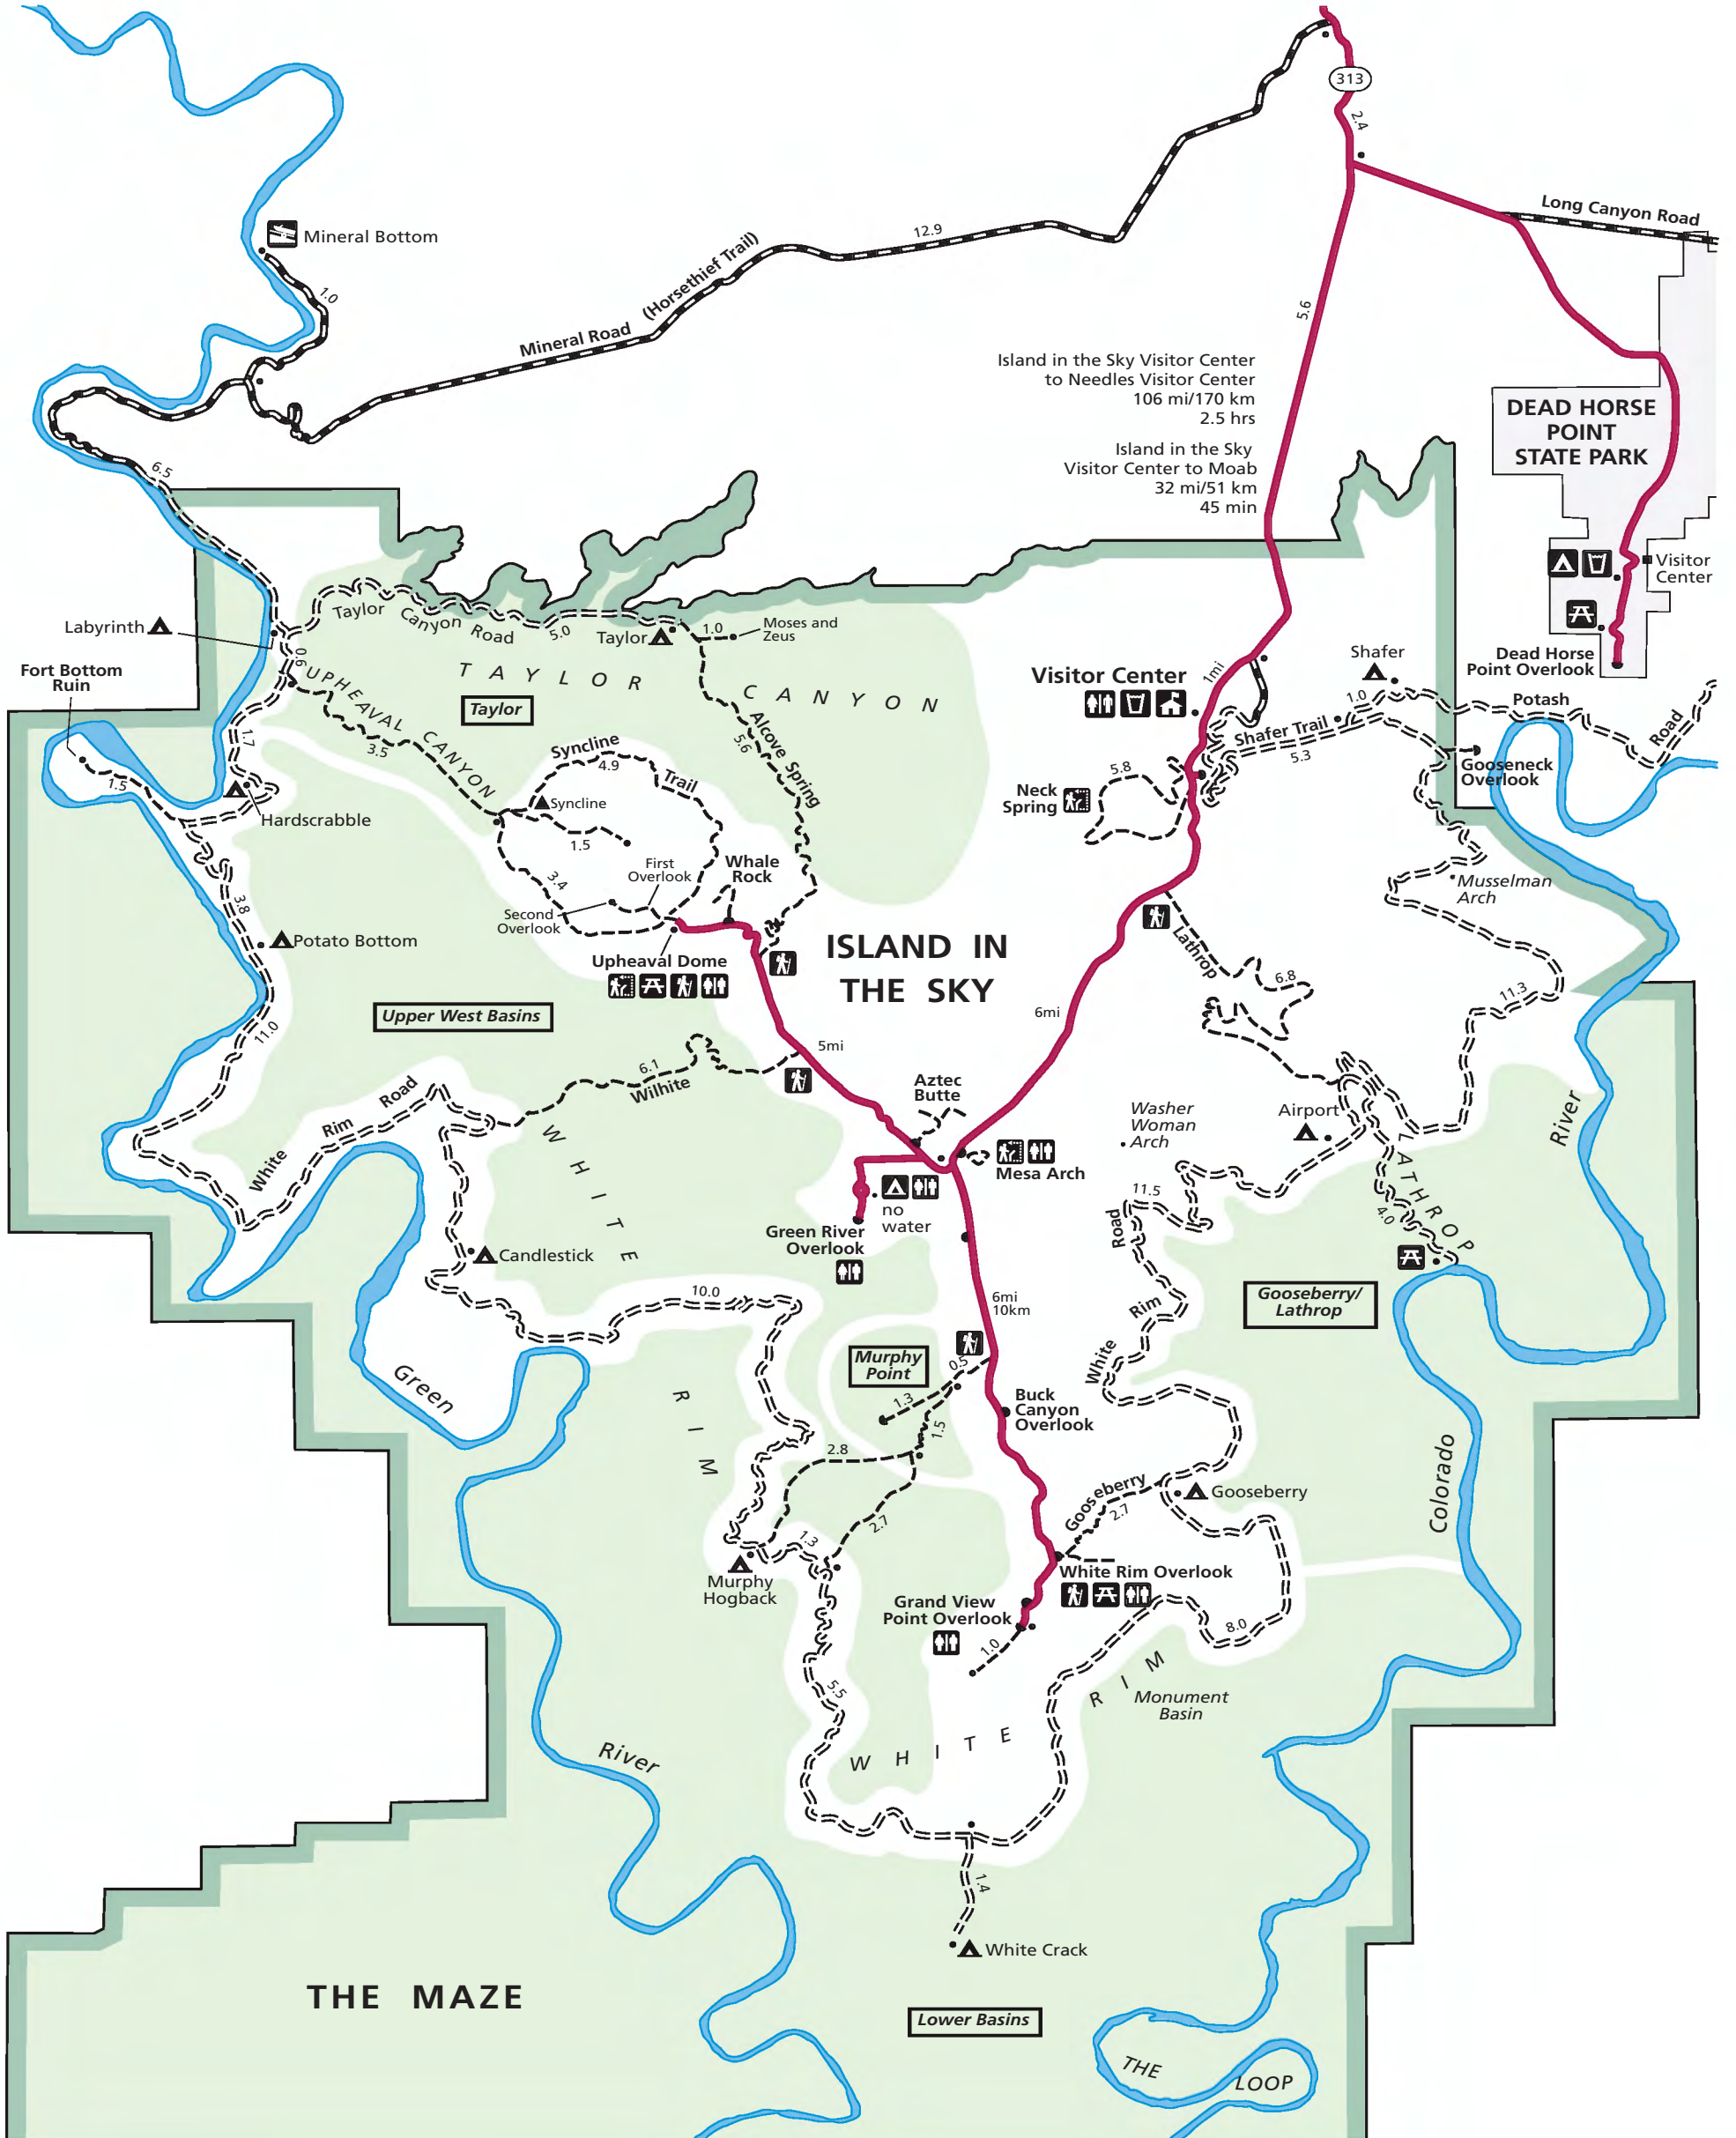 313
2.4
Long Canyon Road
Mineral Bottom
1.0
12.9
(Horsethief Trail)
Mineral Road
5.6
Island in the Sky Visitor Center
to Needles Visitor Center
106 mi/170 km
2.5 hrs
Island in the Sky
Visitor Center to Moab
32 mi/51 km
45 min
DEAD HORSE
POINT
STATE PARK
6.5
Visitor
Center
Labyrinth
Taylor Canyon Road
5.0
Taylor
1.0
Moses and
Zeus
Dead Horse
Point Overlook
Fort Bottom
Ruin
0.6
UPHEAVAL CANYON
TAYLOR CANYON
Taylor
Shafer
Visitor Center
1mi
1.0
Potash
Road
Shafer Trail
5.3
Gooseneck
Overlook
1.7
3.5
Syncline
4.9
Trail
5.6
Alcove Spring
5.8
Neck
Spring
1.5
Hardscrabble
Syncline
1.5
3.4
First
Overlook
Whale
Rock
Second
Overlook
3.8
Musselman
Arch
Potato Bottom
Upheaval Dome
ISLAND IN
THE SKY
Lathrop
6.8
11.3
Upper West Basins
11.0
6mi
5mi
6.1
Wilhite
White Rim Road
Aztec
Butte
Washer
Woman
Arch
Airport
River
Mesa Arch
LATHROP
4.0
11.5
no
water
Green River
Overlook
Candlestick
WHITE
10.0
6mi
10km
White Rim Road
Gooseberry/
Lathrop
Murphy
Point
0.5
1.3
1.5
Green
RIM
Buck
Canyon
Overlook
2.8
2.7
Gooseberry
2.7
Gooseberry
Colorado
1.3
Murphy
Hogback
White Rim Overlook
Grand View
Point Overlook
1.0
8.0
5.5
Monument
Basin
WHITE RIM
River
1.4
White Crack
THE MAZE
Lower Basins
THE LOOP